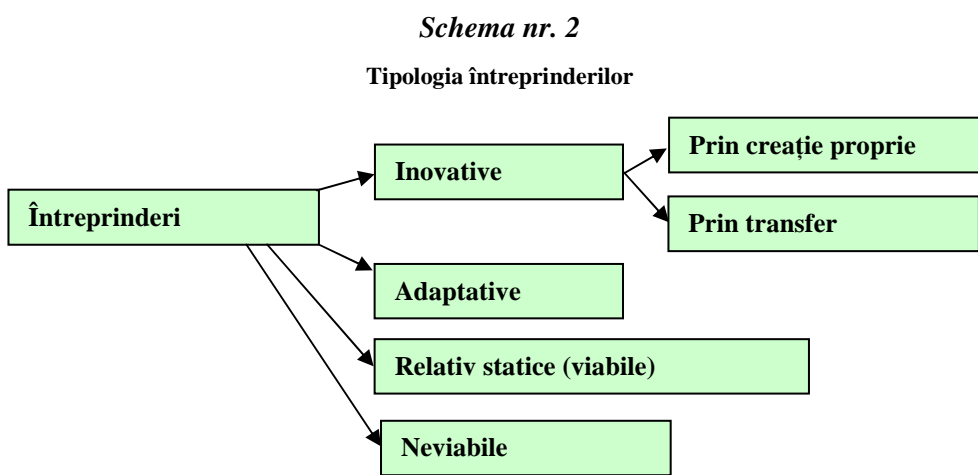 Schema nr. 2
Tipologia întreprinderilor
Întreprinderi
Inovative
Prin creație proprie
Prin transfer
Adaptative
Relativ statice (viabile)
Neviabile